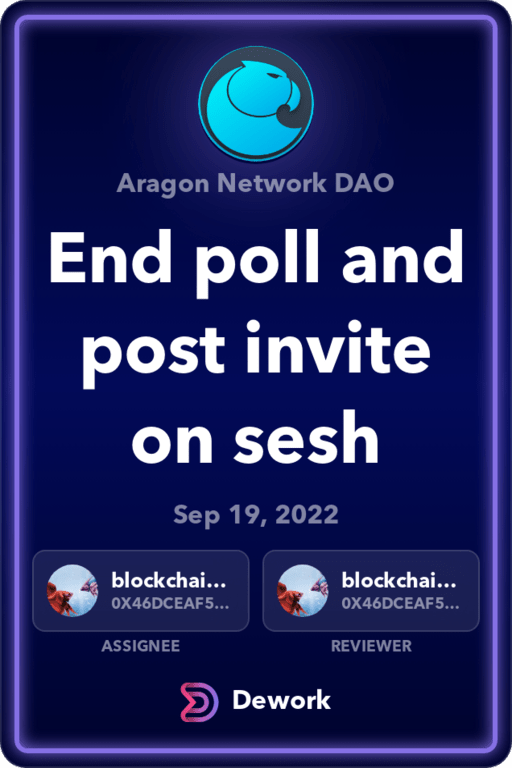 Aragon Network DAO
End poll and
post invite
on sesh
Sep 19, 2022
blockchai...
0X46DCEAF5...
ASSIGNEE
blockchai...
0X46DCEAF5...
REVIEWER
Dework